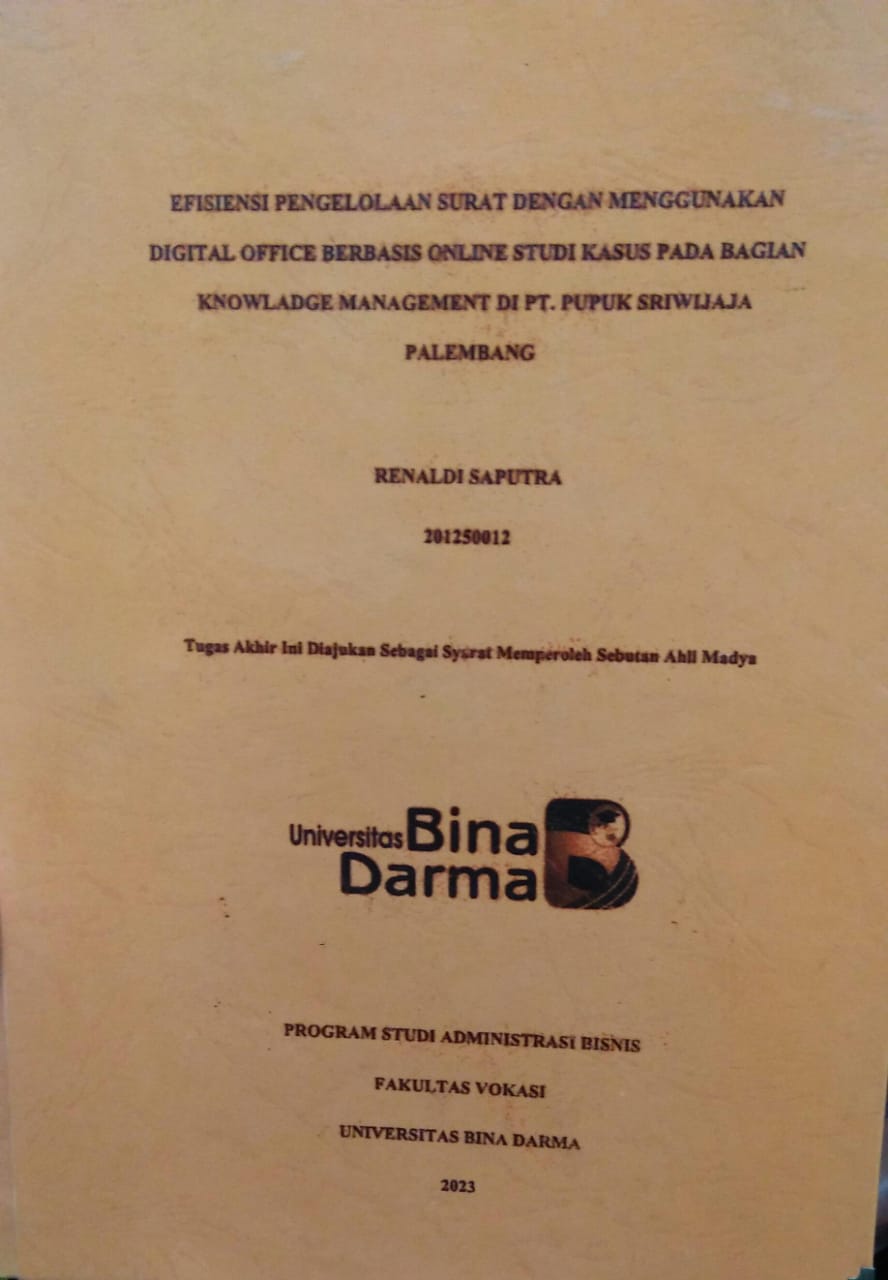 EFISIENSI PENGELOLAAN SURAT DENGAN MENGGUNAKAN
DIGITAL OFFICE BERBASIS ONLINE STUDI KASUS PADA BAGIAN
KNOWLADGE MANAGEMENT DI PT. PUPUK SRIWIJAJA
PALEMBANG
RENALDI SAPUTRA
201250012
Tugas Akhir Ini Diajukan Sebagai Syarat Memperoleh Sebutan Ahli Madya
Universitas Bina
Darma
PROGRAM STUDI ADMINISTRASI BISNIS
FAKULTAS VOKASI
UNIVERSITAS BINA DARMA
2023